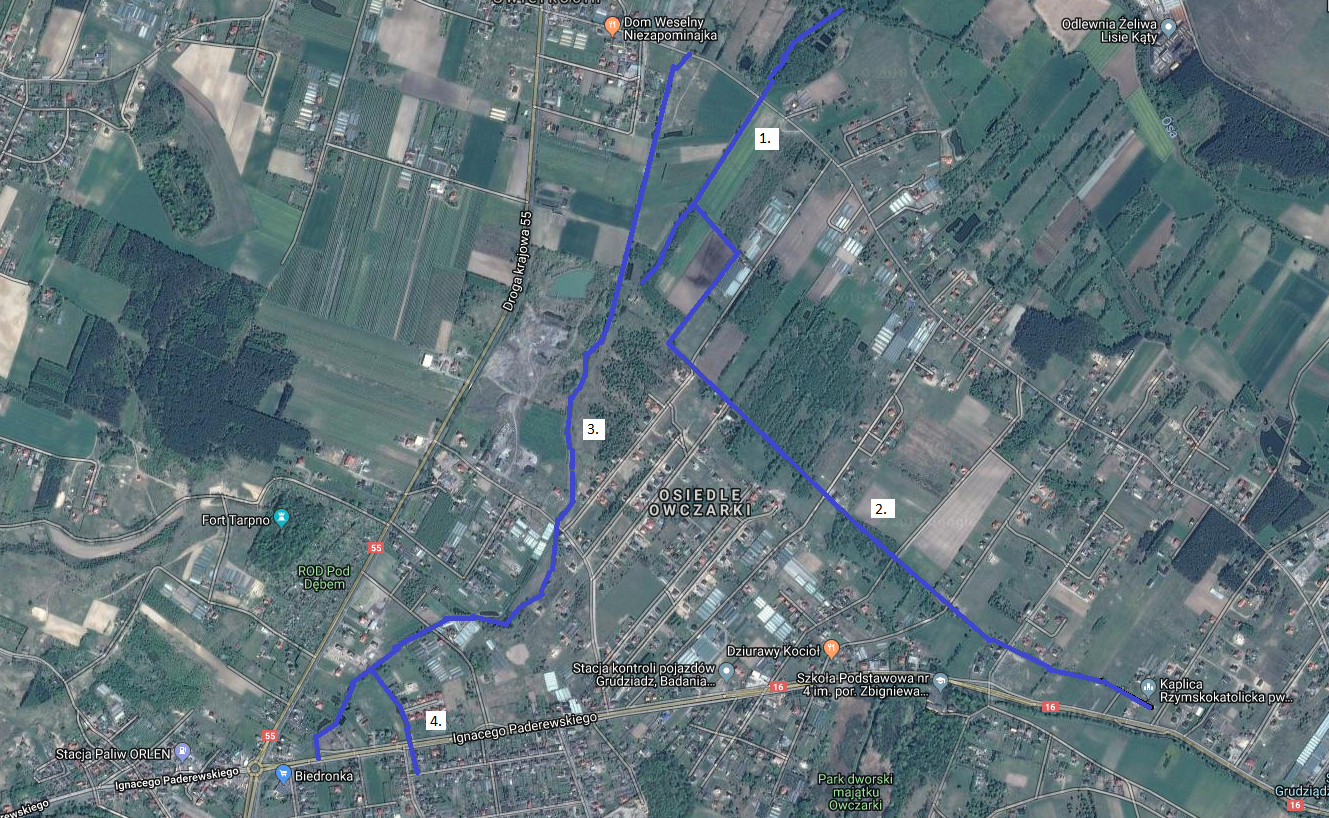 Dom Weselny
Niezapominajka
Odlewnia Żeliwa
Lisie Kąty
Osa
1.
Droga krajowa 55
3.
OSIEDLE
OWCZARKI
2.
Fort Tarpno
55
ROD Pod
Dębem
Dziurawy Kocioł
Stacja kontroli pojazdów
Grudziadz, Badania...
16
Szkoła Podstawowa nr
4 im. por. Zbigniewa...
Kaplica
Rzymskokatolicka pw...
16
4.
Ignacego Paderewskiego
55
Stacja Paliw ORLEN
Ignacego Paderewskiego
Biedronka
Park dworski
majątku
Owczarki
16